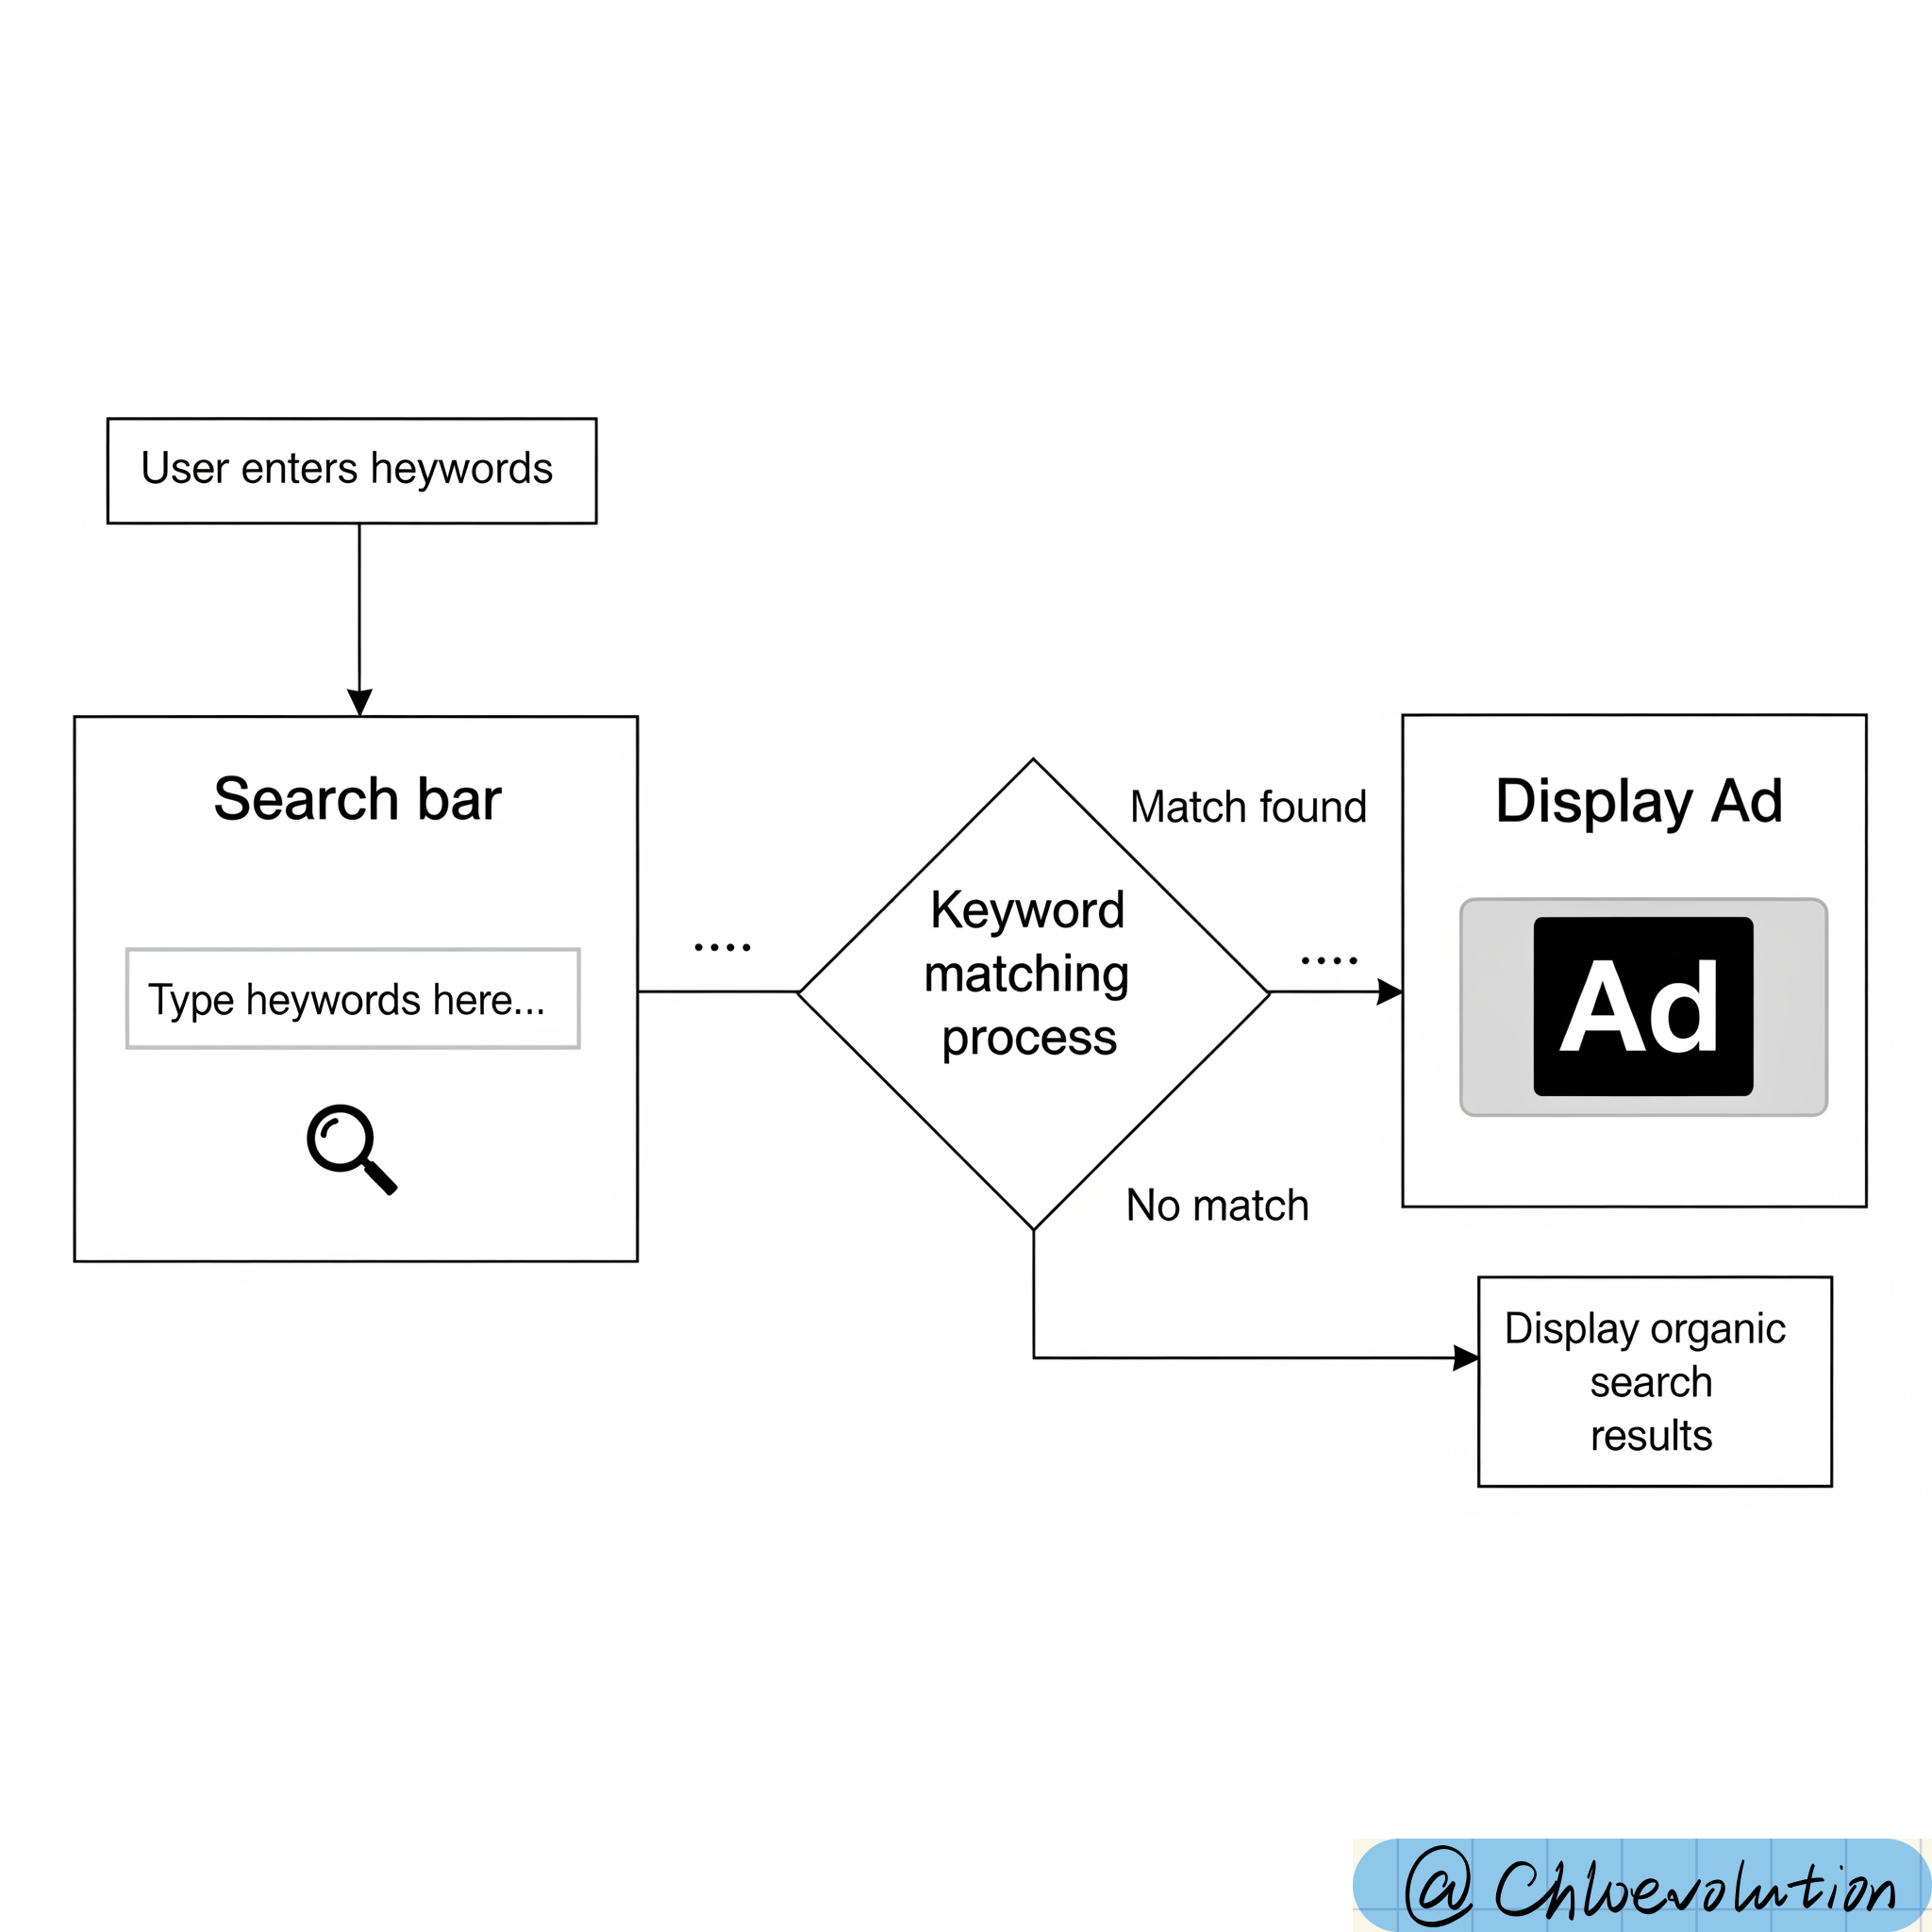 User enters heywords
Search bar
Type heywords here...
....
Keyword
matching
process
Match found
....
Display Ad
Ad
No match
Display organic
search
results
@Chloevolution